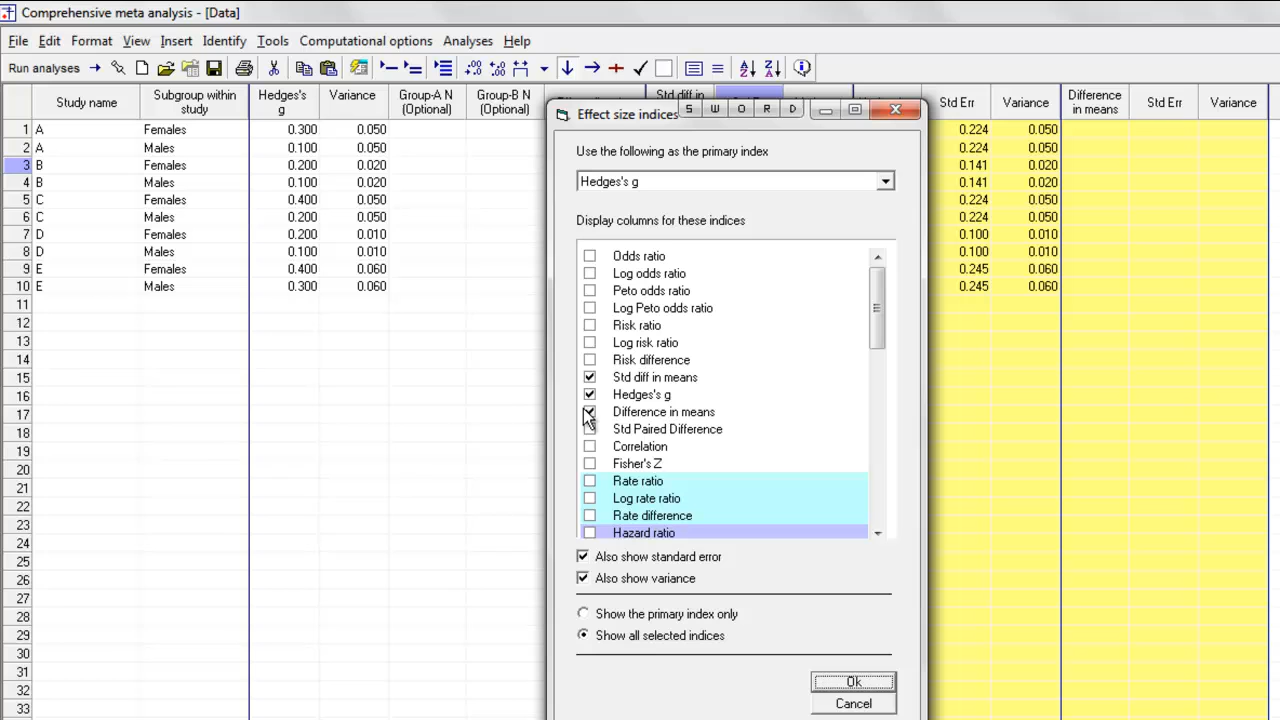 Comprehensive meta analysis - [Data]
File Edit Format View Insert Identify Tools Computational options Analyses Help
Run analyses
Study name
Subgroup within study
Hedges's g
Variance
Group-A N (Optional)
Group-B N (Optional)
Std diff in
Std Err
Variance
Difference in means
Std Err
Variance
1 A Females 0.300 0.050 0.224 0.050
2 A Males 0.100 0.050 0.224 0.050
3 B Females 0.200 0.020 0.141 0.020
4 B Males 0.100 0.020 0.141 0.020
5 C Females 0.400 0.050 0.224 0.050
6 C Males 0.200 0.050 0.224 0.050
7 D Females 0.200 0.010 0.100 0.010
8 D Males 0.100 0.010 0.100 0.010
9 E Females 0.400 0.060 0.245 0.060
10 E Males 0.300 0.060 0.245 0.060
11
12
13
14
15
16
17
18
19
20
21
22
23
24
25
26
27
28
29
30
31
32
33
Effect size indices
S W O R D
Use the following as the primary index
Hedges's g
Display columns for these indices
Odds ratio
Log odds ratio
Peto odds ratio
Log Peto odds ratio
Risk ratio
Log risk ratio
Risk difference
Std diff in means
Hedges's g
Difference in means
Std Paired Difference
Correlation
Fisher's Z
Rate ratio
Log rate ratio
Rate difference
Hazard ratio
Also show standard error
Also show variance
Show the primary index only
Show all selected indices
Ok
Cancel